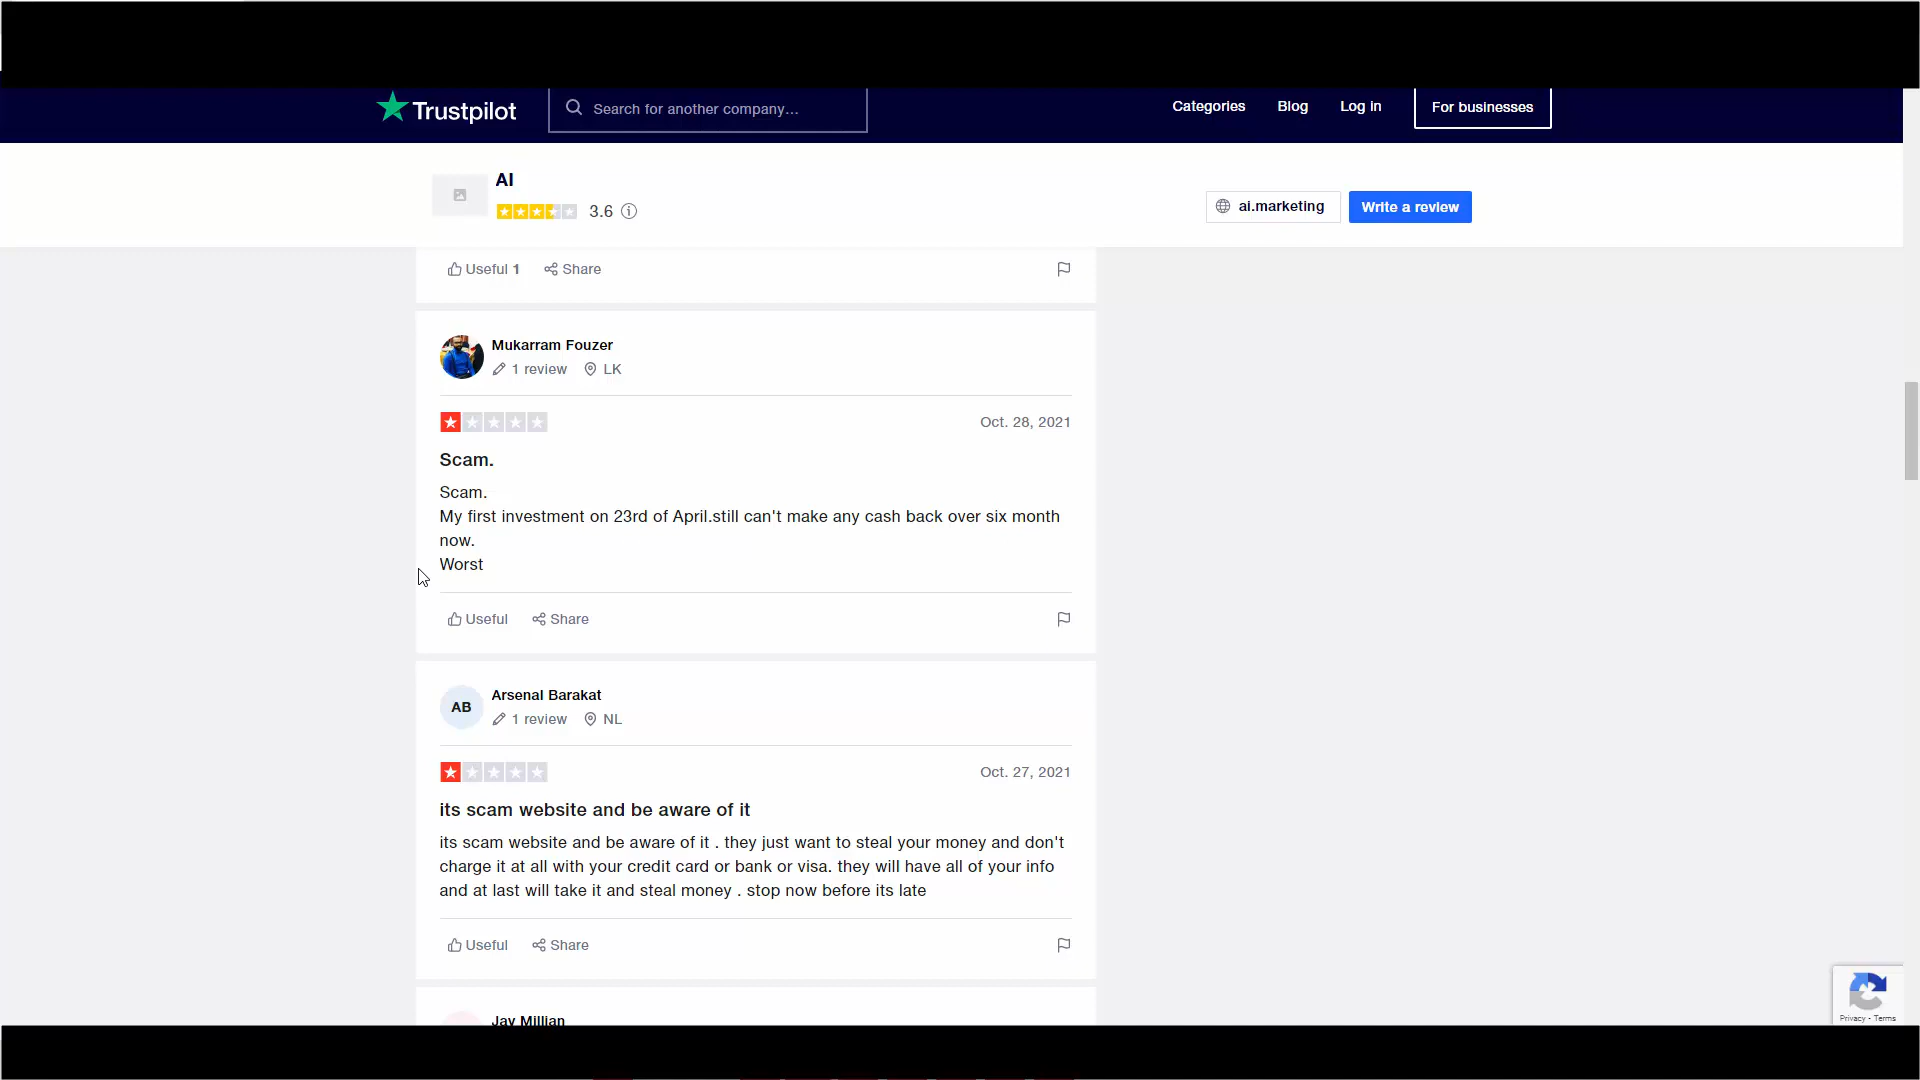 Trustpilot
Search for another company...
Categories
Blog
Log in
For businesses
AI
3.6
ai.marketing
Write a review
Useful 1
Share
Mukarram Fouzer
1 review
LK
Oct. 28, 2021
Scam.
Scam.
My first investment on 23rd of April.still can't make any cash back over six month
now.
Worst
Useful
Share
AB
Arsenal Barakat
1 review
NL
Oct. 27, 2021
its scam website and be aware of it
its scam website and be aware of it . they just want to steal your money and don't
charge it at all with your credit card or bank or visa. they will have all of your info
and at last will take it and steal money . stop now before its late
Useful
Share
Jay Millian
Privacy - Terms